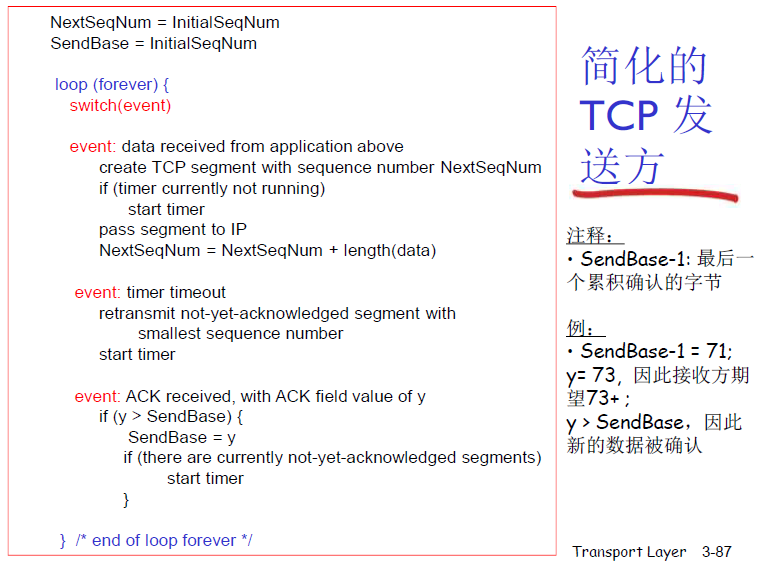 NextSeqNum = InitialSeqNum
SendBase = InitialSeqNum
loop (forever) {
switch(event)
event: data received from application above
create TCP segment with sequence number NextSeqNum
if (timer currently not running)
start timer
pass segment to IP
NextSeqNum = NextSeqNum + length(data)
event: timer timeout
retransmit not-yet-acknowledged segment with
smallest sequence number
start timer
event: ACK received, with ACK field value of y
if (y > SendBase) {
SendBase = y
if (there are currently not-yet-acknowledged segments)
start timer
}
} /* end of loop forever */
简化的
TCP 发
送方
注释：
• SendBase-1: 最后一
个累积确认的字节
例：
• SendBase-1 = 71;
y= 73, 因此接收方期
望73+ ;
y > SendBase，因此
新的数据被确认
Transport Layer 3-87